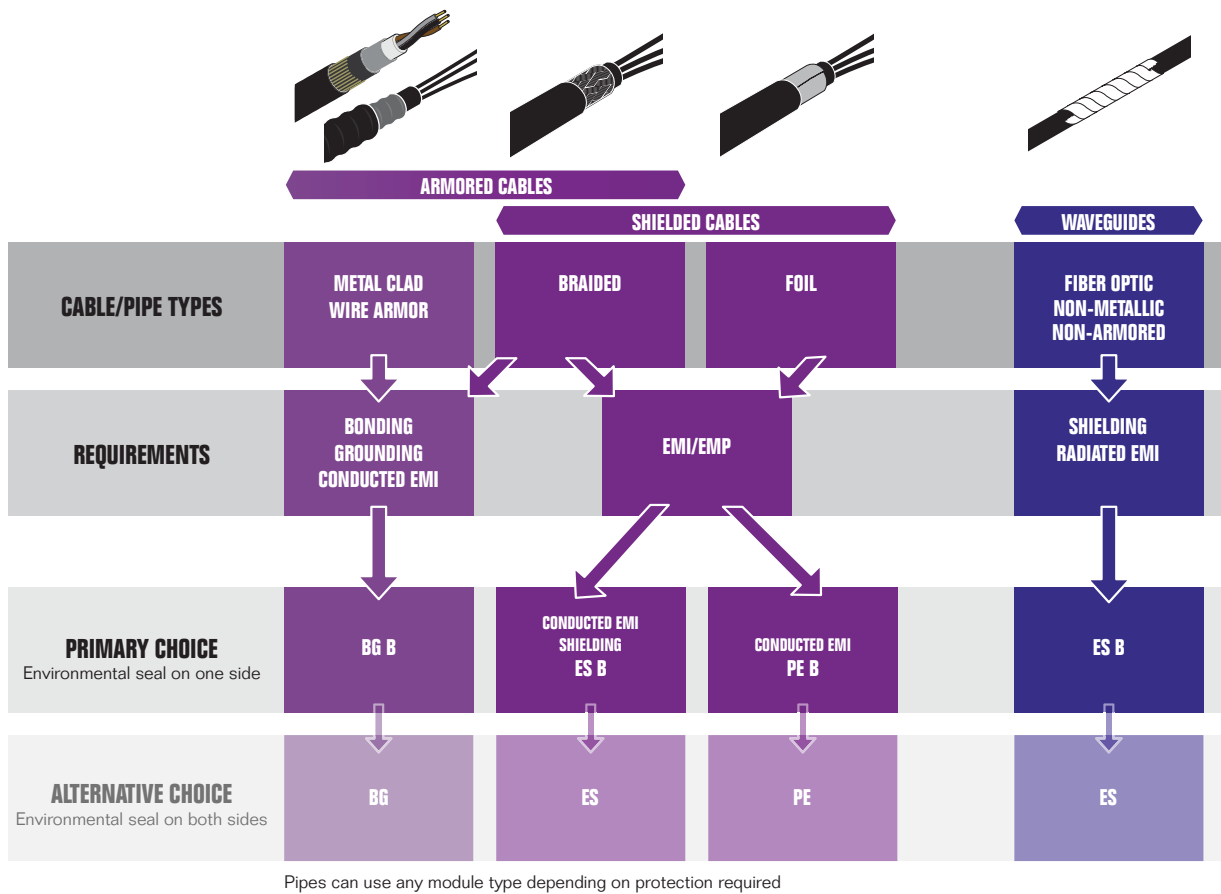 ARMORED CABLES
SHIELDED CABLES
WAVEGUIDES
CABLE/PIPE TYPES
METAL CLAD
WIRE ARMOR
BRAIDED
FOIL
FIBER OPTIC
NON-METALLIC
NON-ARMORED
REQUIREMENTS
BONDING
GROUNDING
CONDUCTED EMI
EMI/EMP
SHIELDING
RADIATED EMI
PRIMARY CHOICE
Environmental seal on one side
BG B
CONDUCTED EMI
SHIELDING
ES B
CONDUCTED EMI
PE B
ES B
ALTERNATIVE CHOICE
Environmental seal on both sides
BG
ES
PE
ES
Pipes can use any module type depending on protection required